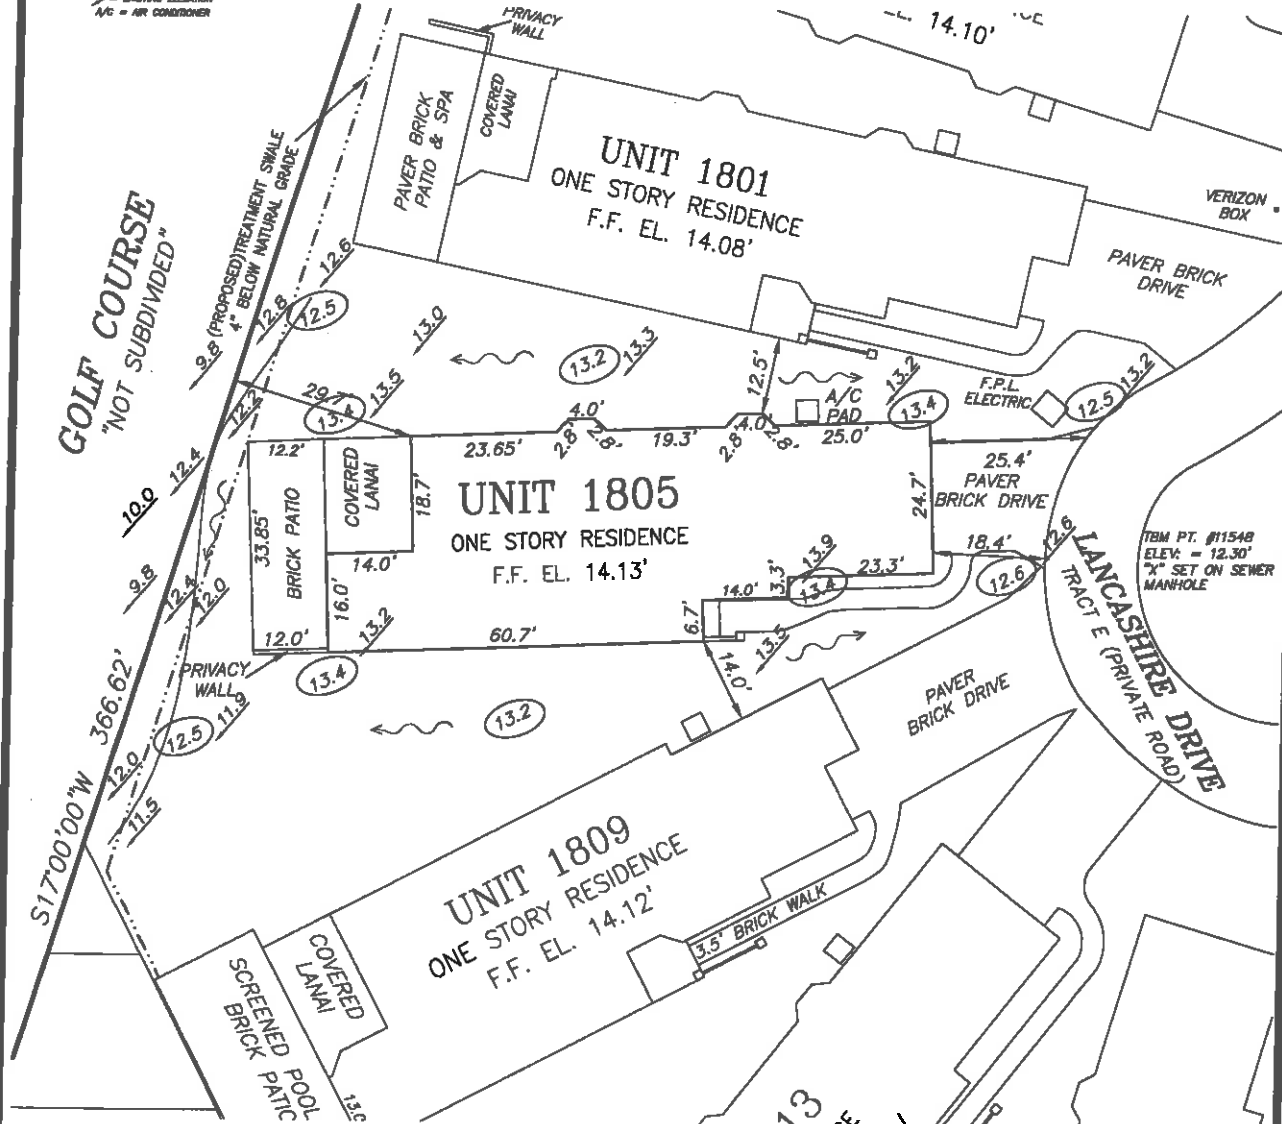 A/C = AIR CONDITIONER
PRIVACY
WALL
EL. 14.10'
PAVER BRICK
PATIO & SPA
COVERED
LANAI
UNIT 1801
ONE STORY RESIDENCE
F.F. EL. 14.08'
VERIZON
BOX
PAVER BRICK
DRIVE
(PROPOSED)TREATMENT SWALE
4" BELOW NATURAL GRADE
GOLF COURSE
"NOT SUBDIVIDED"
12.6
12.8
12.5
9.8
13.0
13.2
13.3
12.5'
13.2
A/C
PAD
13.4
F.P.L.
ELECTRIC
12.5
13.2
13.5
13.4
12.2
12.2'
23.65'
2.8'
4.0'
2.8'
19.3'
2.8'
4.0'
2.8'
25.0'
25.4'
PAVER
BRICK DRIVE
24.7'
12.4
10.0
COVERED
LANAI
18.7'
14.0'
UNIT 1805
ONE STORY RESIDENCE
F.F. EL. 14.13'
33.85'
BRICK PATIO
16.0'
9.8
12.4
12.0
13.9
13.4
3.3'
14.0'
23.3'
18.4'
12.6
12.6
TBM PT. #11548
ELEV: = 12.30'
"X" SET ON SEWER
MANHOLE
LANCASHIRE DRIVE
TRACT E (PRIVATE ROAD)
12.0'
60.7'
6.7'
13.2
13.4
13.5
14.0'
PRIVACY
WALL
11.9
12.5
13.2
PAVER
BRICK DRIVE
S17°00'00"W 366.62'
12.0
11.5
UNIT 1809
ONE STORY RESIDENCE
F.F. EL. 14.12'
3.5' BRICK WALK
COVERED
LANAI
SCREENED POOL
BRICK PATIO
13